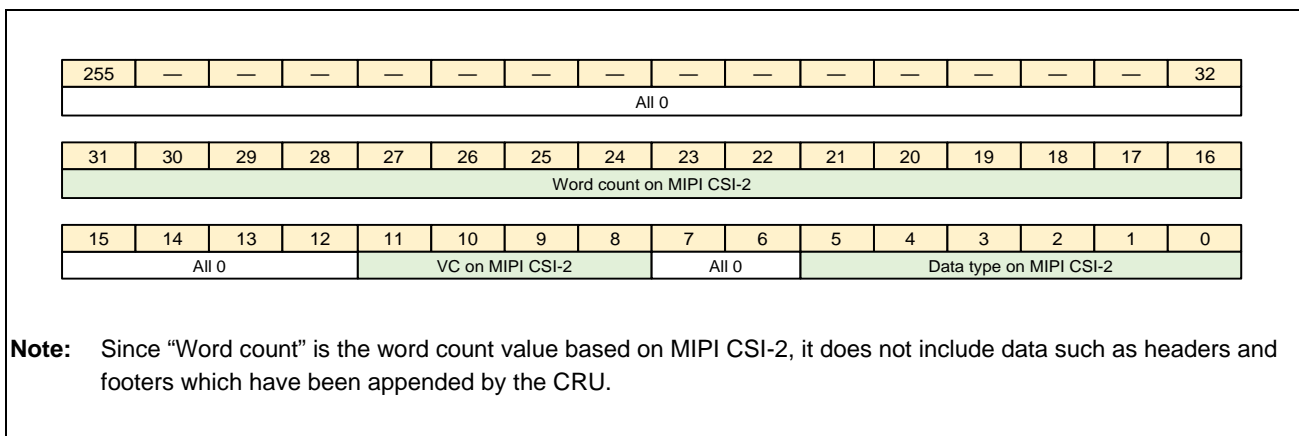 255 — — — — — — — — — — — — — — 32
All 0
31 30 29 28 27 26 25 24 23 22 21 20 19 18 17 16
Word count on MIPI CSI-2
15 14 13 12 11 10 9 8 7 6 5 4 3 2 1 0
All 0 VC on MIPI CSI-2 All 0 Data type on MIPI CSI-2
Note: Since “Word count” is the word count value based on MIPI CSI-2, it does not include data such as headers and
footers which have been appended by the CRU.